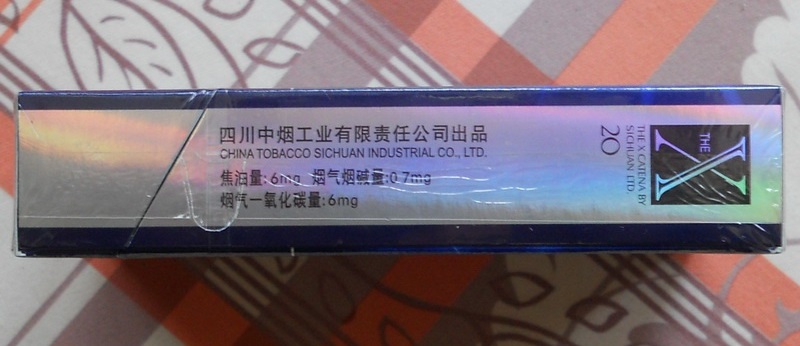 四川中烟工业有限责任公司出品
CHINA TOBACCO SICHUAN INDUSTRIAL CO., LTD.
焦油量:6mg 烟气烟碱量:0.7mg
烟气一氧化碳量:6mg
THE
X
THE X CATENA BY
SICHUAN LTD
20